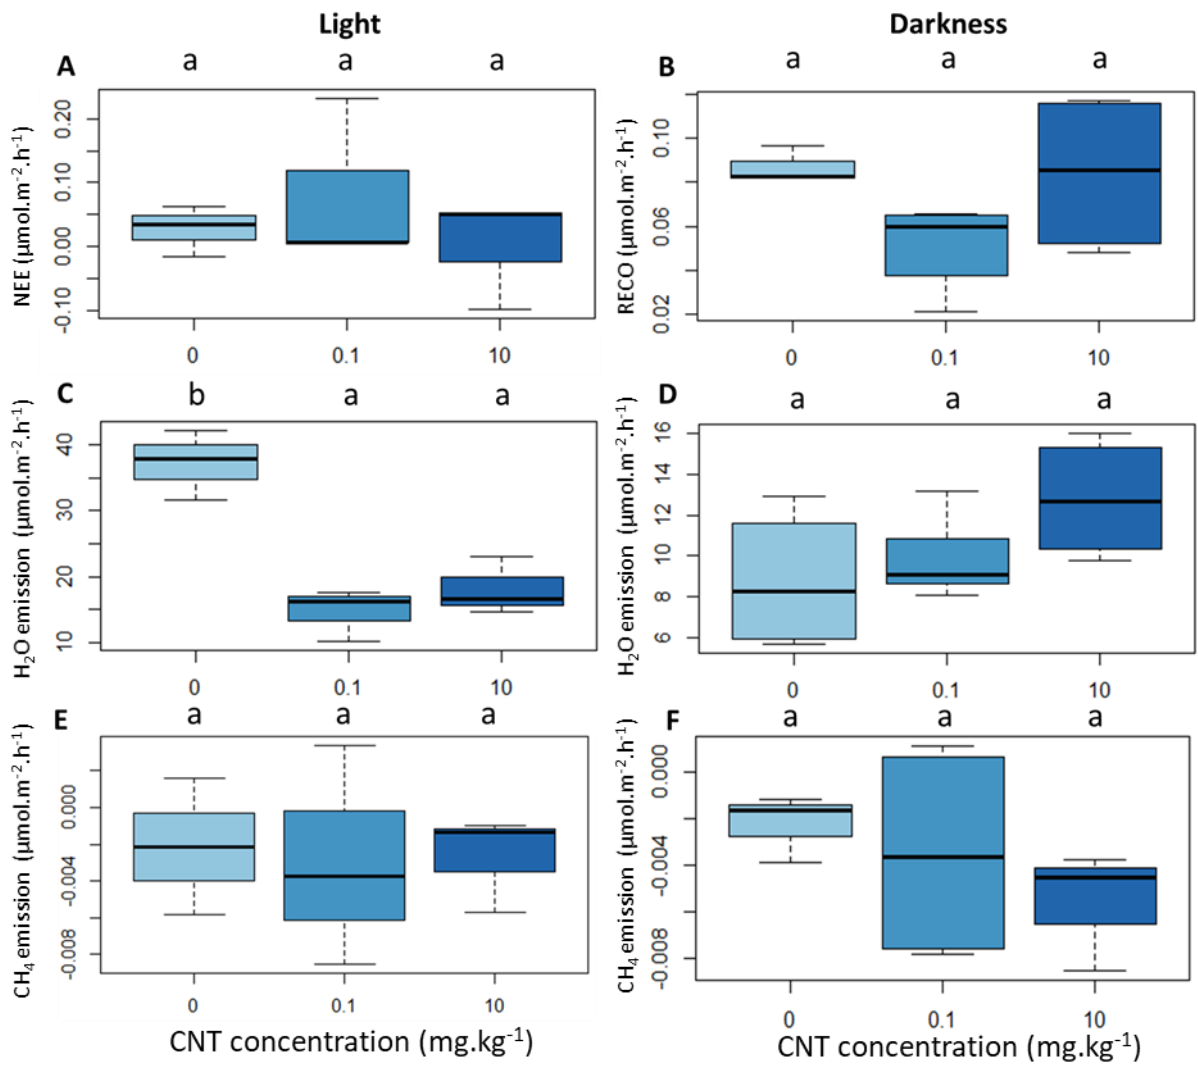 Light
Darkness
A
a
a
a
B
a
a
a
NEE (µmol.m⁻².h⁻¹)
0.20
0.10
0.00
-0.10
0
0.1
10
RECO (µmol.m⁻².h⁻¹)
0.10
0.06
0.02
0
0.1
10
C
b
a
a
D
a
a
a
H₂O emission (µmol.m⁻².h⁻¹)
40
30
20
10
0
0.1
10
H₂O emission (µmol.m⁻².h⁻¹)
16
14
12
10
8
6
0
0.1
10
E
a
a
a
F
a
a
a
CH₄ emission (µmol.m⁻².h⁻¹)
0.000
-0.004
-0.008
0
0.1
10
CH₄ emission (µmol.m⁻².h⁻¹)
0.000
-0.004
-0.008
0
0.1
10
CNT concentration (mg.kg⁻¹)
CNT concentration (mg.kg⁻¹)